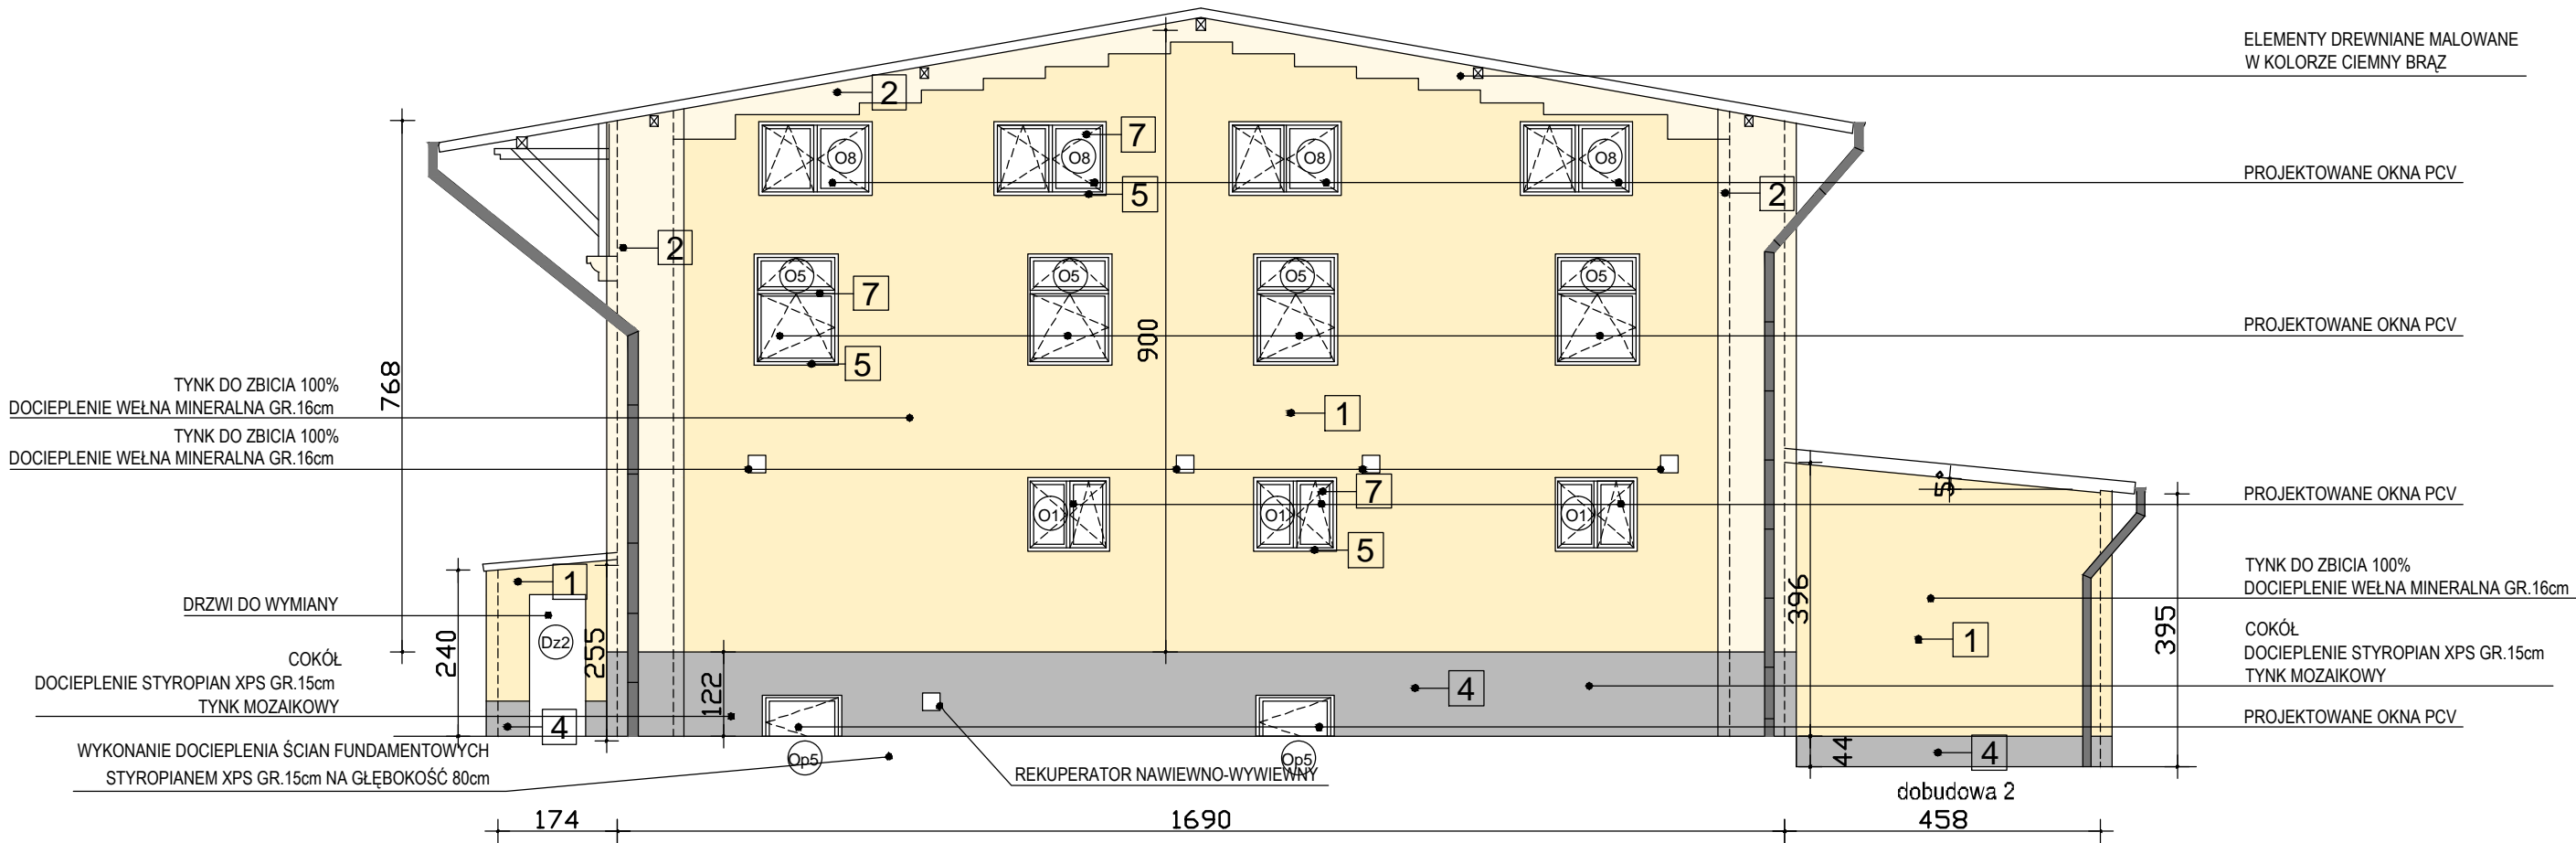 ELEMENTY DREWNIANE MALOWANE
W KOLORZE CIEMNY BRĄZ
2
7
O8
O8
O8
O8
5
2
PROJEKTOWANE OKNA PCV
2
O5
O5
O5
O5
7
900
PROJEKTOWANE OKNA PCV
5
768
TYNK DO ZBICIA 100%
DOCIEPLENIE WEŁNA MINERALNA GR.16cm
1
TYNK DO ZBICIA 100%
DOCIEPLENIE WEŁNA MINERALNA GR.16cm
5°
7
PROJEKTOWANE OKNA PCV
O1
O1
O1
5
1
TYNK DO ZBICIA 100%
DOCIEPLENIE WEŁNA MINERALNA GR.16cm
396
DRZWI DO WYMIANY
Dz2
240
255
1
395
COKÓŁ
DOCIEPLENIE STYROPIAN XPS GR.15cm
TYNK MOZAIKOWY
COKÓŁ
DOCIEPLENIE STYROPIAN XPS GR.15cm
TYNK MOZAIKOWY
122
4
4
PROJEKTOWANE OKNA PCV
WYKONANIE DOCIEPLENIA ŚCIAN FUNDAMENTOWYCH
STYROPIANEM XPS GR.15cm NA GŁĘBOKOŚĆ 80cm
Op5
Op5
REKUPERATOR NAWIEWNO-WYWIEWNY
44
4
dobudowa 2
174
1690
458